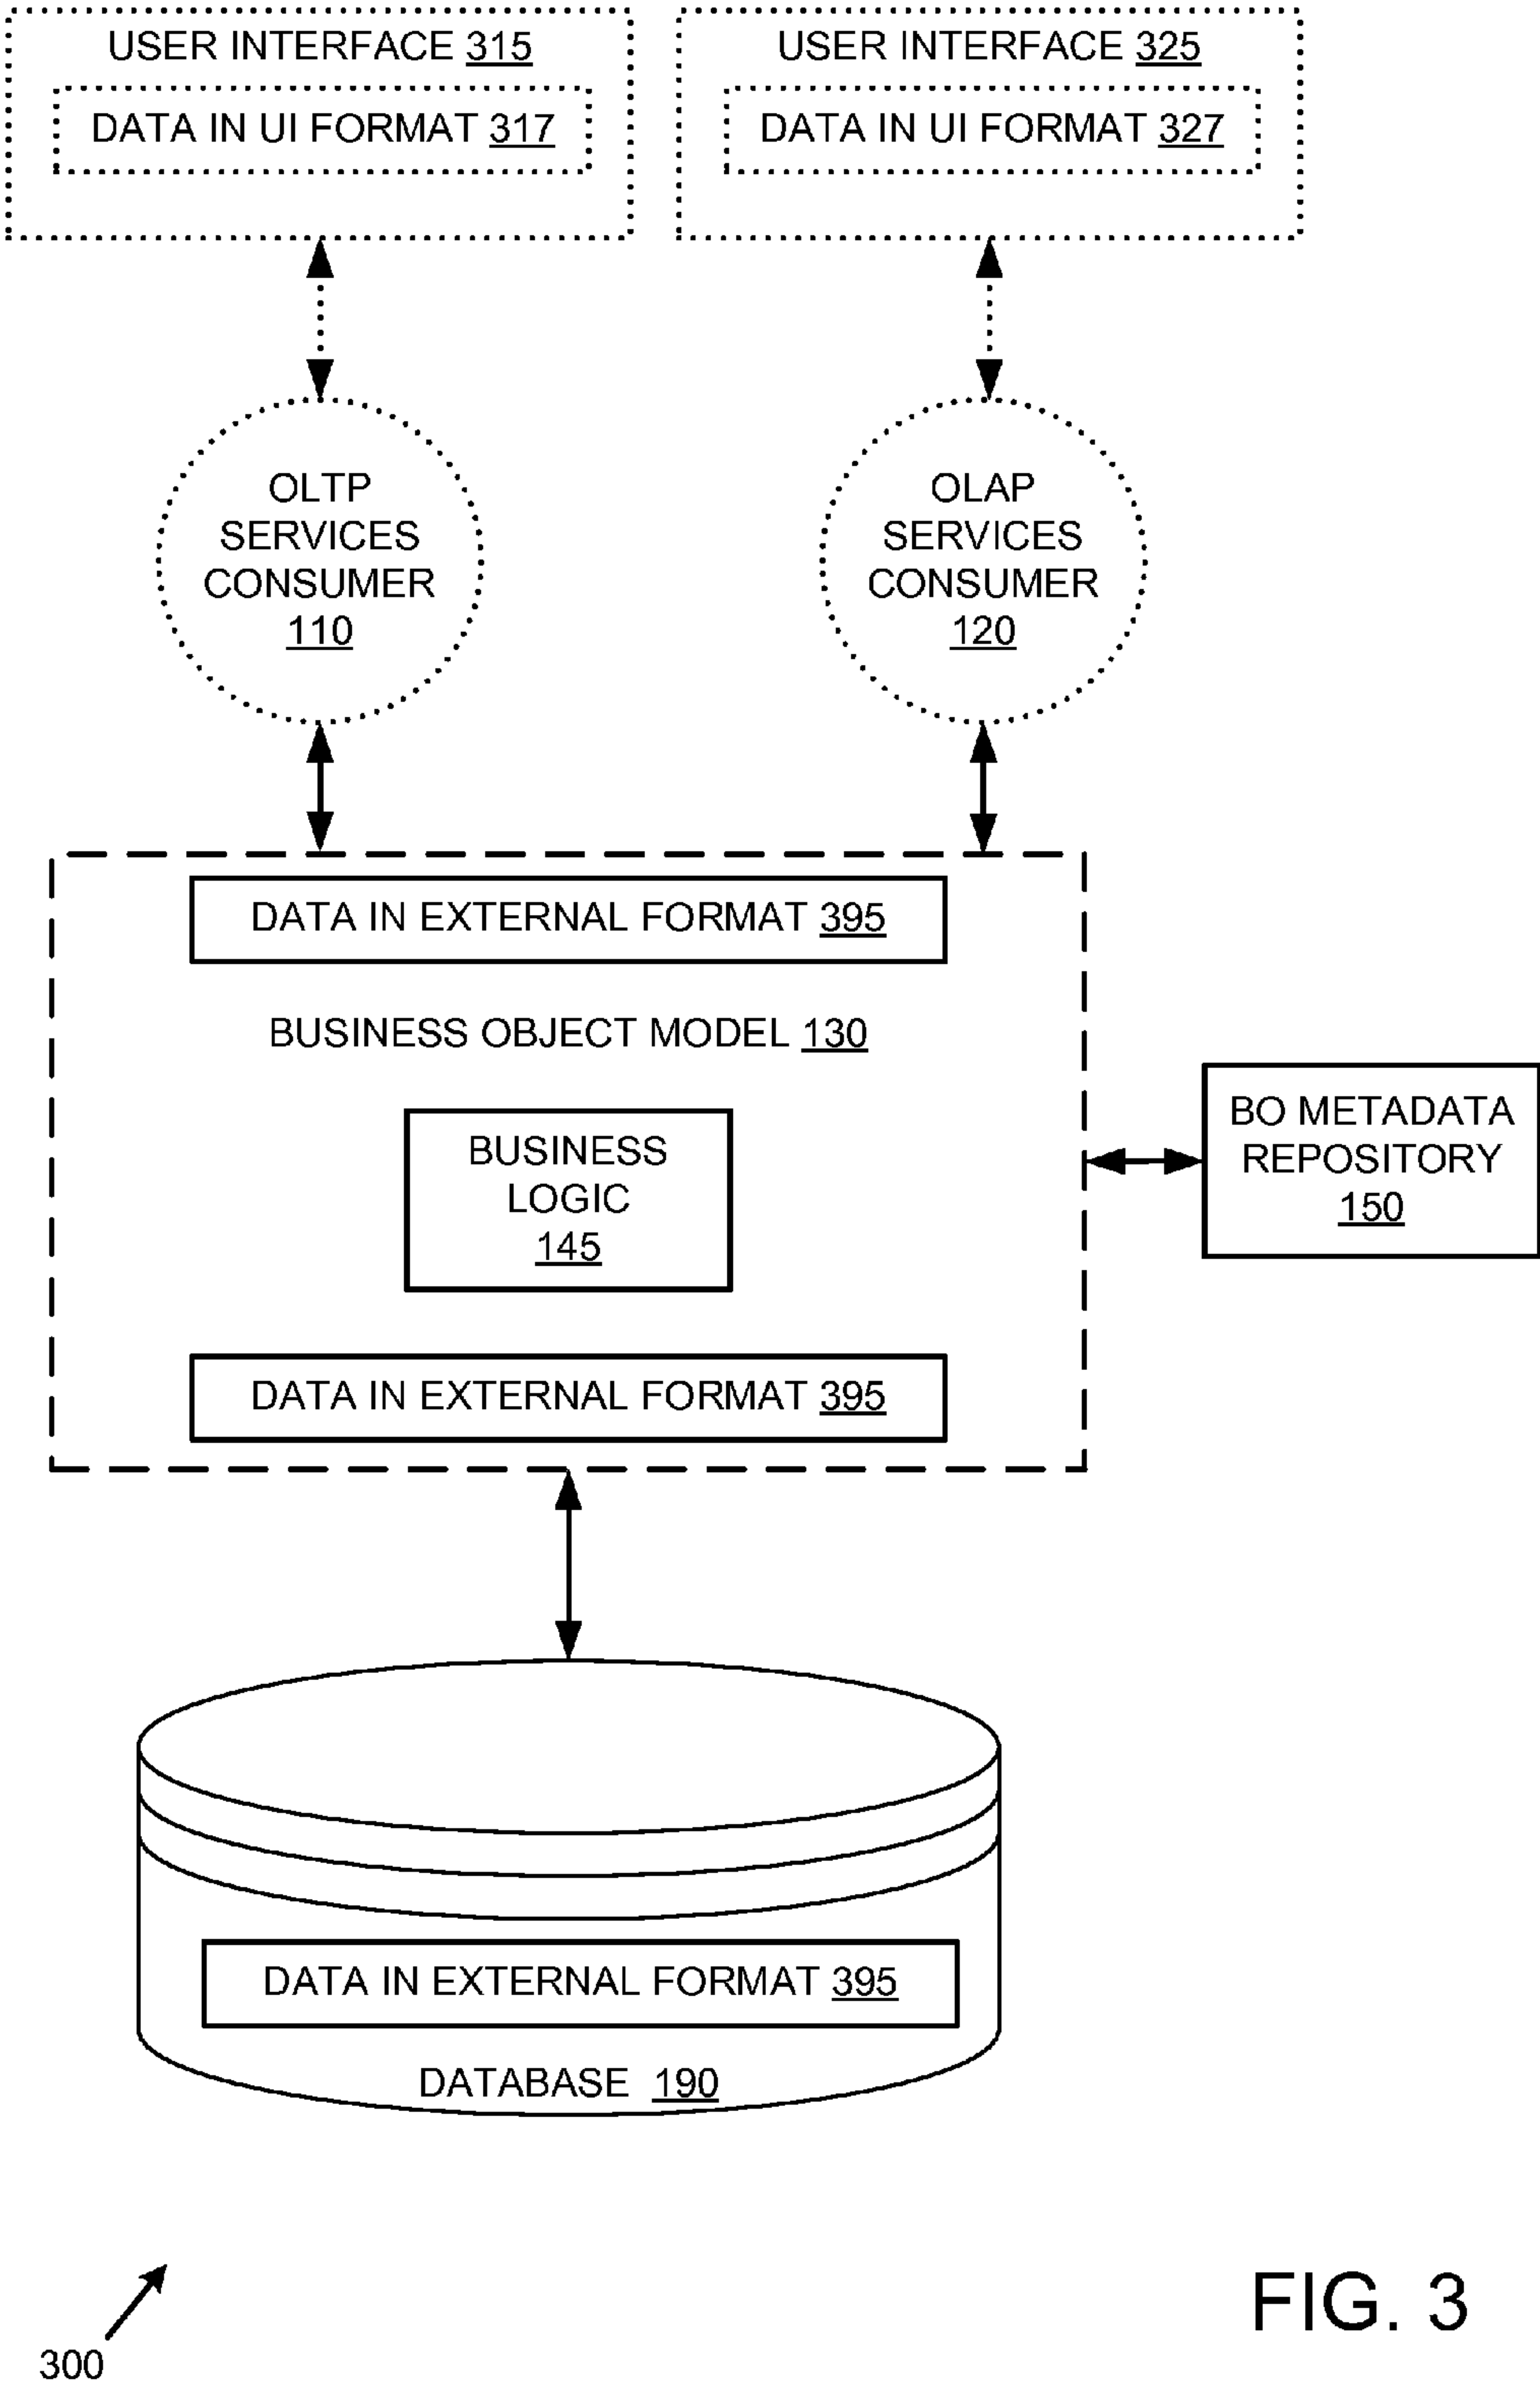 USER INTERFACE 315
DATA IN UI FORMAT 317
USER INTERFACE 325
DATA IN UI FORMAT 327
OLTP
SERVICES
CONSUMER
110
OLAP
SERVICES
CONSUMER
120
DATA IN EXTERNAL FORMAT 395
BUSINESS OBJECT MODEL 130
BUSINESS
LOGIC
145
DATA IN EXTERNAL FORMAT 395
BO METADATA
REPOSITORY
150
DATA IN EXTERNAL FORMAT 395
DATABASE 190
300
FIG. 3